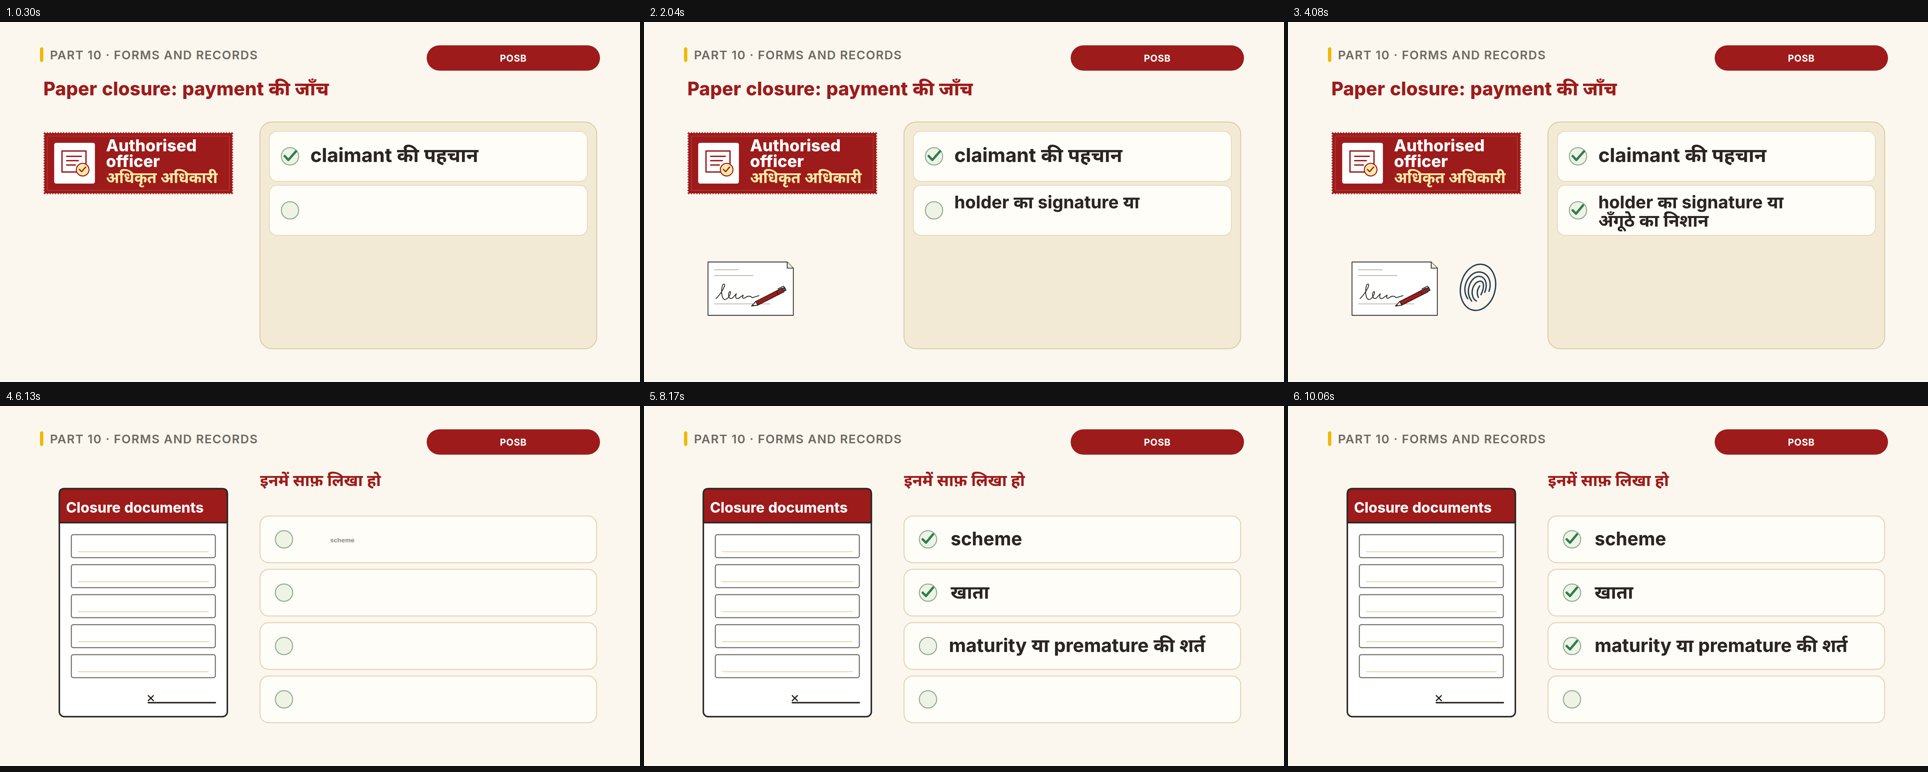 1. 0.30s
PART 10 · FORMS AND RECORDS
POSB
Paper closure: payment की जाँच
Authorised
officer
अधिकृत अधिकारी
claimant की पहचान
2. 2.04s
PART 10 · FORMS AND RECORDS
POSB
Paper closure: payment की जाँच
Authorised
officer
अधिकृत अधिकारी
claimant की पहचान
holder का signature या
3. 4.08s
PART 10 · FORMS AND RECORDS
POSB
Paper closure: payment की जाँच
Authorised
officer
अधिकृत अधिकारी
claimant की पहचान
holder का signature या
अँगूठे का निशान
4. 6.13s
PART 10 · FORMS AND RECORDS
POSB
इनमें साफ़ लिखा हो
Closure documents
scheme
×
5. 8.17s
PART 10 · FORMS AND RECORDS
POSB
इनमें साफ़ लिखा हो
Closure documents
scheme
खाता
maturity या premature की शर्त
×
6. 10.06s
PART 10 · FORMS AND RECORDS
POSB
इनमें साफ़ लिखा हो
Closure documents
scheme
खाता
maturity या premature की शर्त
×